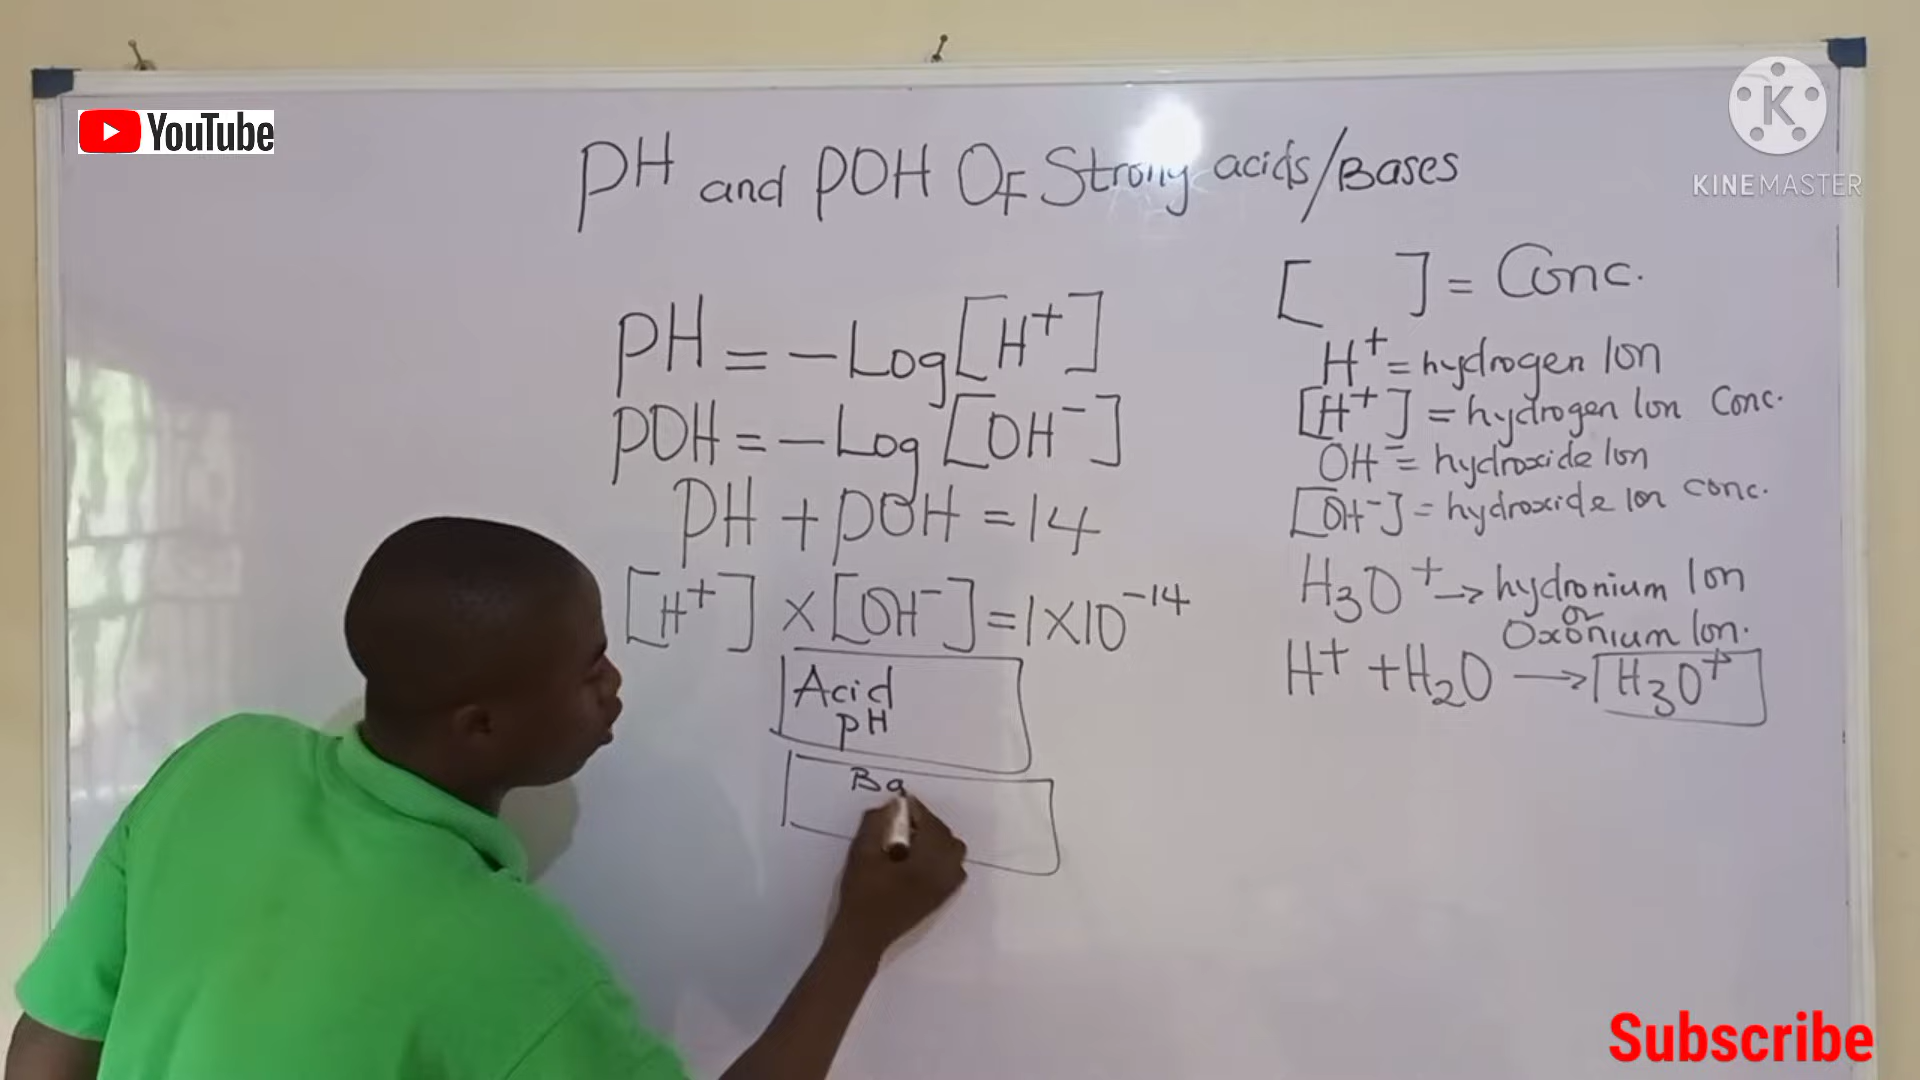 YouTube
KINEMASTER
PH and POH OF Strong acids/Bases
PH = -Log[H⁺]
POH = -Log[OH⁻]
PH + POH = 14
[H⁺] × [OH⁻] = 1×10⁻¹⁴
Acid
PH
Ba
[ ] = Conc.
H⁺ = hydrogen Ion
[H⁺] = hydrogen Ion Conc.
OH⁻ = hydroxide Ion
[OH⁻] = hydroxide Ion conc.
H₃O⁺ → hydronium Ion
or
Oxonium Ion.
H⁺ + H₂O → H₃O⁺
Subscribe